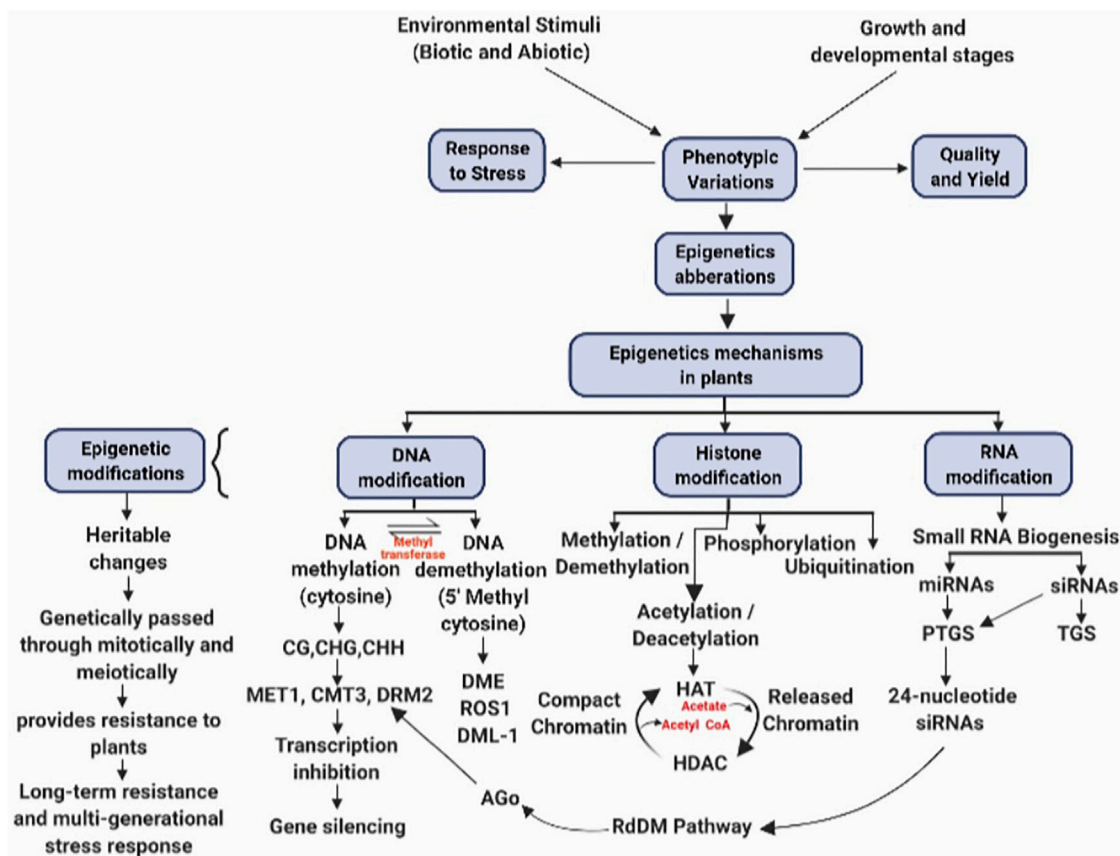 Environmental Stimuli
(Biotic and Abiotic)
Growth and
developmental stages
Response
to Stress
Phenotypic
Variations
Quality
and Yield
Epigenetics
abberations
Epigenetics mechanisms
in plants
Epigenetic
modifications
DNA
modification
Histone
modification
RNA
modification
Heritable
changes
Genetically passed
through mitotically and
meiotically
provides resistance to
plants
Long-term resistance
and multi-generational
stress response
DNA
methylation
(cytosine)
Methyl
transferase
DNA
demethylation
(5' Methyl
cytosine)
CG,CHG,CHH
MET1, CMT3, DRM2
Transcription
inhibition
Gene silencing
DME
ROS1
DML-1
Methylation /
Demethylation
Phosphorylation
Ubiquitination
Acetylation /
Deacetylation
Compact
Chromatin
HAT
Acetate
Acetyl CoA
HDAC
Released
Chromatin
Small RNA Biogenesis
miRNAs
siRNAs
PTGS
TGS
24-nucleotide
siRNAs
RdDM Pathway
AGo